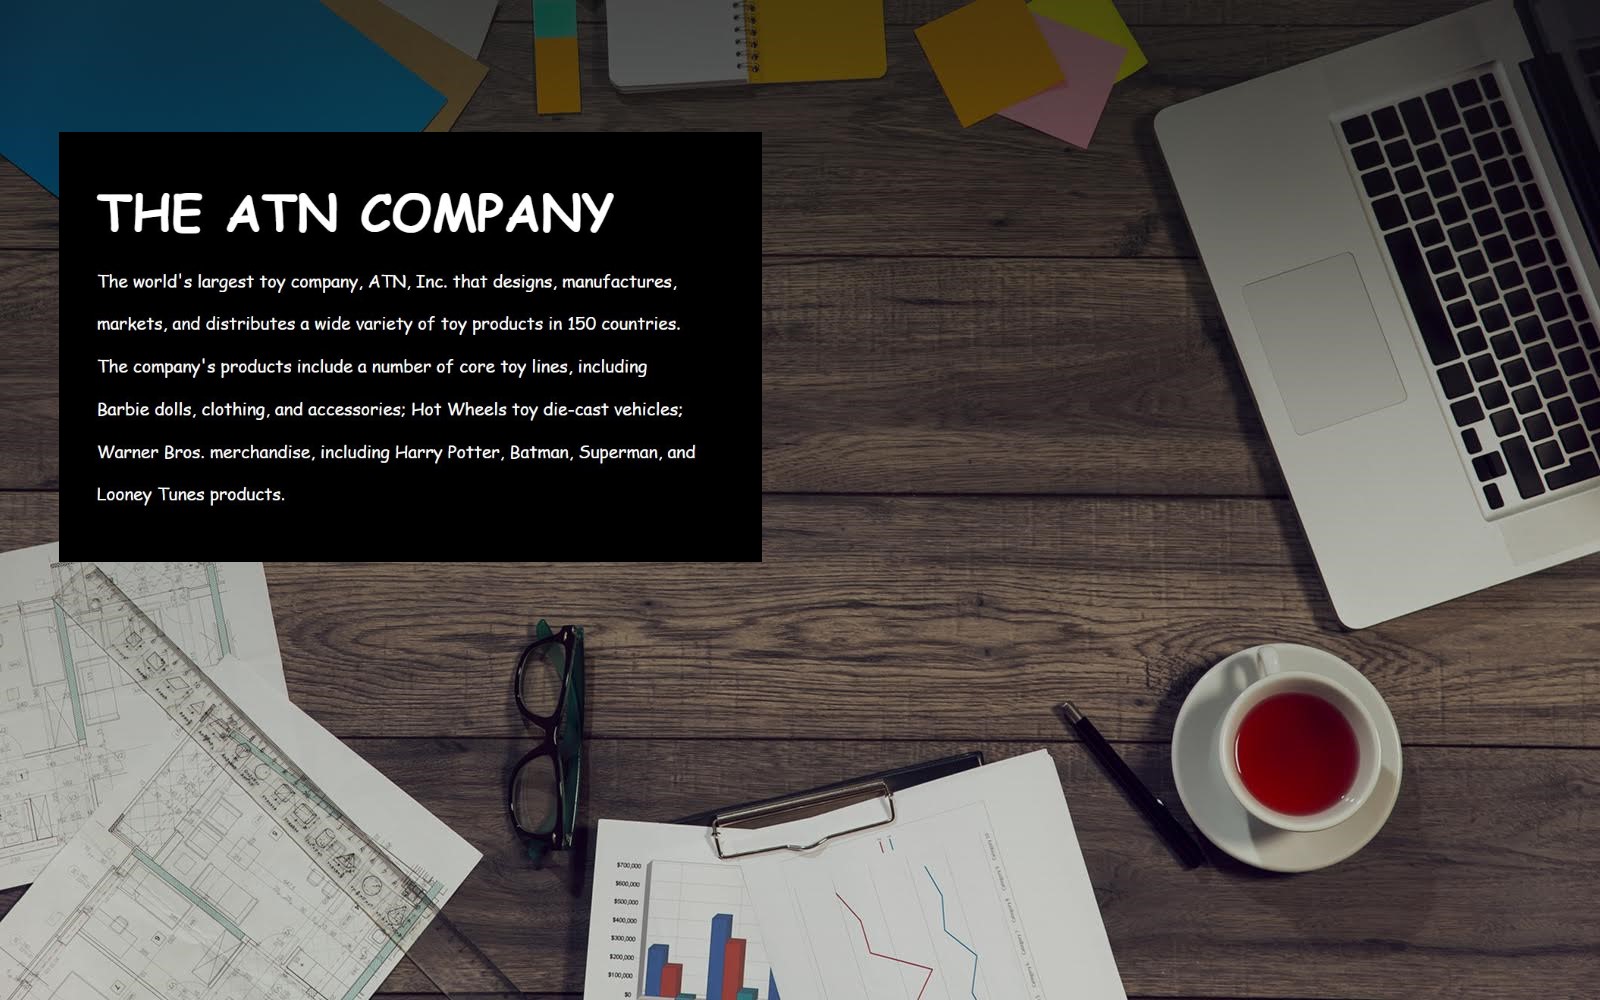 THE ATN COMPANY
The world's largest toy company, ATN, Inc. that designs, manufactures,
markets, and distributes a wide variety of toy products in 150 countries.
The company's products include a number of core toy lines, including
Barbie dolls, clothing, and accessories; Hot Wheels toy die-cast vehicles;
Warner Bros. merchandise, including Harry Potter, Batman, Superman, and
Looney Tunes products.
$700,000
$600,000
$500,000
$400,000
$300,000
$200,000
$100,000
$0